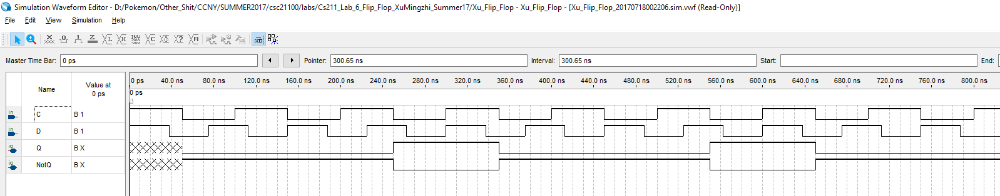 Simulation Waveform Editor - D:/Pokemon/Other_Shit/CCNY/SUMMER2017/csc21100/labs/Cs211_Lab_6_Flip_Flop_XuMingzhi_Summer17/Xu_Flip_Flop - Xu_Flip_Flop - [Xu_Flip_Flop_20170718002206.sim.vwf (Read-Only)]
File Edit View Simulation Help
Master Time Bar: 0 ps Pointer: 300.65 ns Interval: 300.65 ns Start: End:
Name Value at 0 ps
0 ps 40.0 ns 80.0 ns 120.0 ns 160.0 ns 200.0 ns 240.0 ns 280.0 ns 320.0 ns 360.0 ns 400.0 ns 440.0 ns 480.0 ns 520.0 ns 560.0 ns 600.0 ns 640.0 ns 680.0 ns 720.0 ns 760.0 ns 800.0 ns
0 ps
in C B 1
in D B 1
io Q B X
io NotQ B X